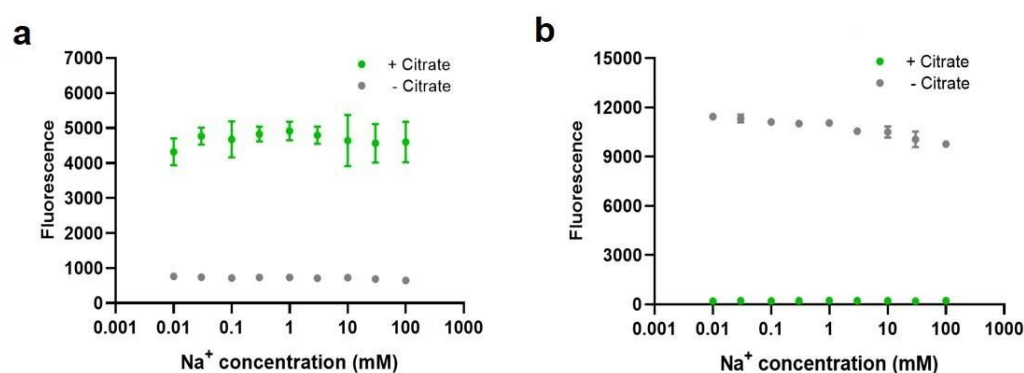 a
7000
6000
5000
4000
3000
2000
1000
0
Fluorescence
+ Citrate
- Citrate
0.001 0.01 0.1 1 10 100 1000
Na⁺ concentration (mM)
b
15000
12000
9000
6000
3000
0
Fluorescence
+ Citrate
- Citrate
0.001 0.01 0.1 1 10 100 1000
Na⁺ concentration (mM)